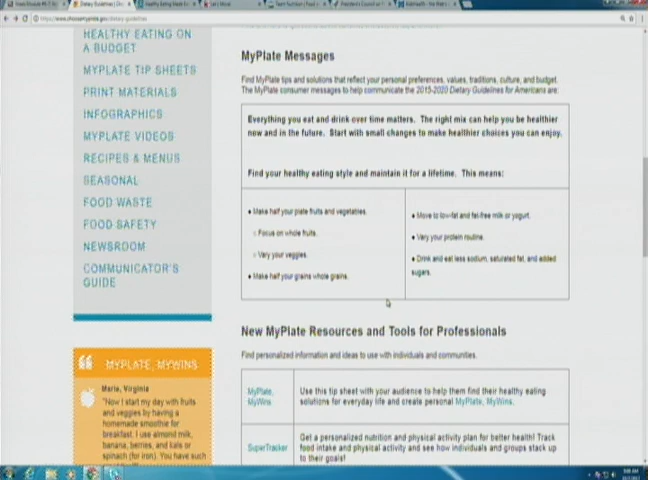 https://www.choosemyplate.gov/dietary-guidelines
HEALTHY EATING ON
A BUDGET
MYPLATE TIP SHEETS
PRINT MATERIALS
INFOGRAPHICS
MYPLATE VIDEOS
RECIPES & MENUS
SEASONAL
FOOD WASTE
FOOD SAFETY
NEWSROOM
COMMUNICATOR'S
GUIDE
MYPLATE, MYWINS
Marie, Virginia
"Now I start my day with fruits
and veggies by having a
homemade smoothie for
breakfast. I use almond milk,
banana, berries, and kale or
spinach (for iron). You have such
MyPlate Messages
Find MyPlate tips and solutions that reflect your personal preferences, values, traditions, culture, and budget.
The MyPlate consumer messages to help communicate the 2015-2020 Dietary Guidelines for Americans are:
Everything you eat and drink over time matters. The right mix can help you be healthier
now and in the future. Start with small changes to make healthier choices you can enjoy.
Find your healthy eating style and maintain it for a lifetime. This means:
• Make half your plate fruits and vegetables.
○ Focus on whole fruits.
○ Vary your veggies.
• Make half your grains whole grains.
• Move to low-fat and fat-free milk or yogurt.
• Vary your protein routine.
• Drink and eat less sodium, saturated fat, and added
sugars.
New MyPlate Resources and Tools for Professionals
Find personalized information and ideas to use with individuals and communities.
MyPlate,
MyWins
Use this tip sheet with your audience to help them find their healthy eating
solutions for everyday life and create personal MyPlate, MyWins.
SuperTracker
Get a personalized nutrition and physical activity plan for better health! Track
food intake and physical activity and see how individuals and groups stack up
to their goals!